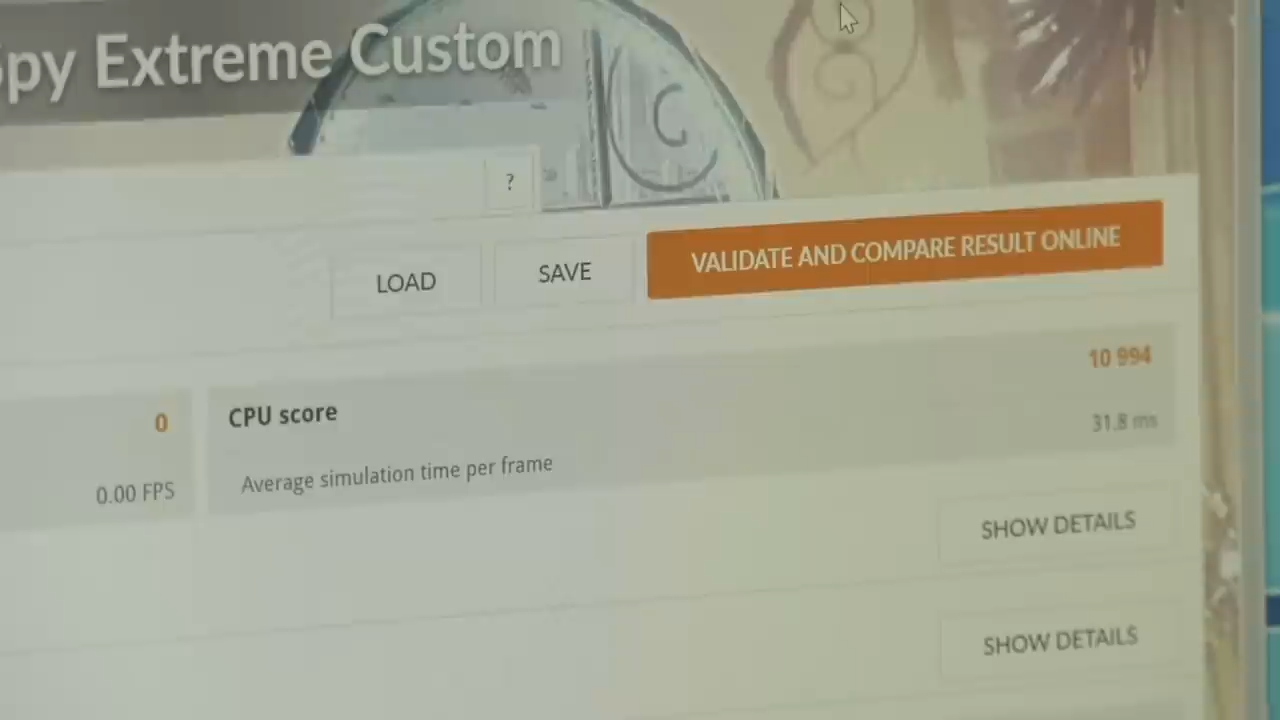 Spy Extreme Custom
?
LOAD
SAVE
VALIDATE AND COMPARE RESULT ONLINE
0
CPU score
10 994
0.00 FPS
Average simulation time per frame
31.8 ms
SHOW DETAILS
SHOW DETAILS